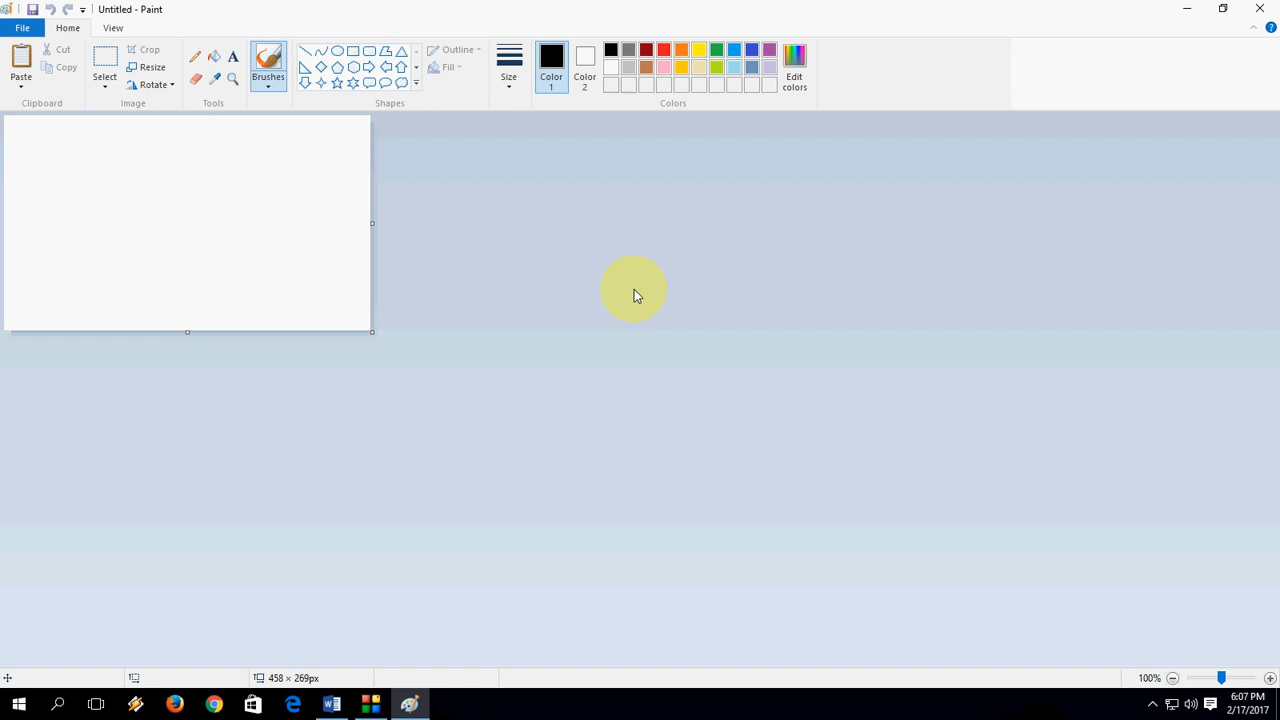 Untitled - Paint
File Home View
Paste
Cut
Copy
Clipboard
Select
Crop
Resize
Rotate
Image
A
Tools
Brushes
Outline
Fill
Shapes
Size
Color 1
Color 2
Edit colors
Colors
458 × 269px
100%
6:07 PM
2/17/2017